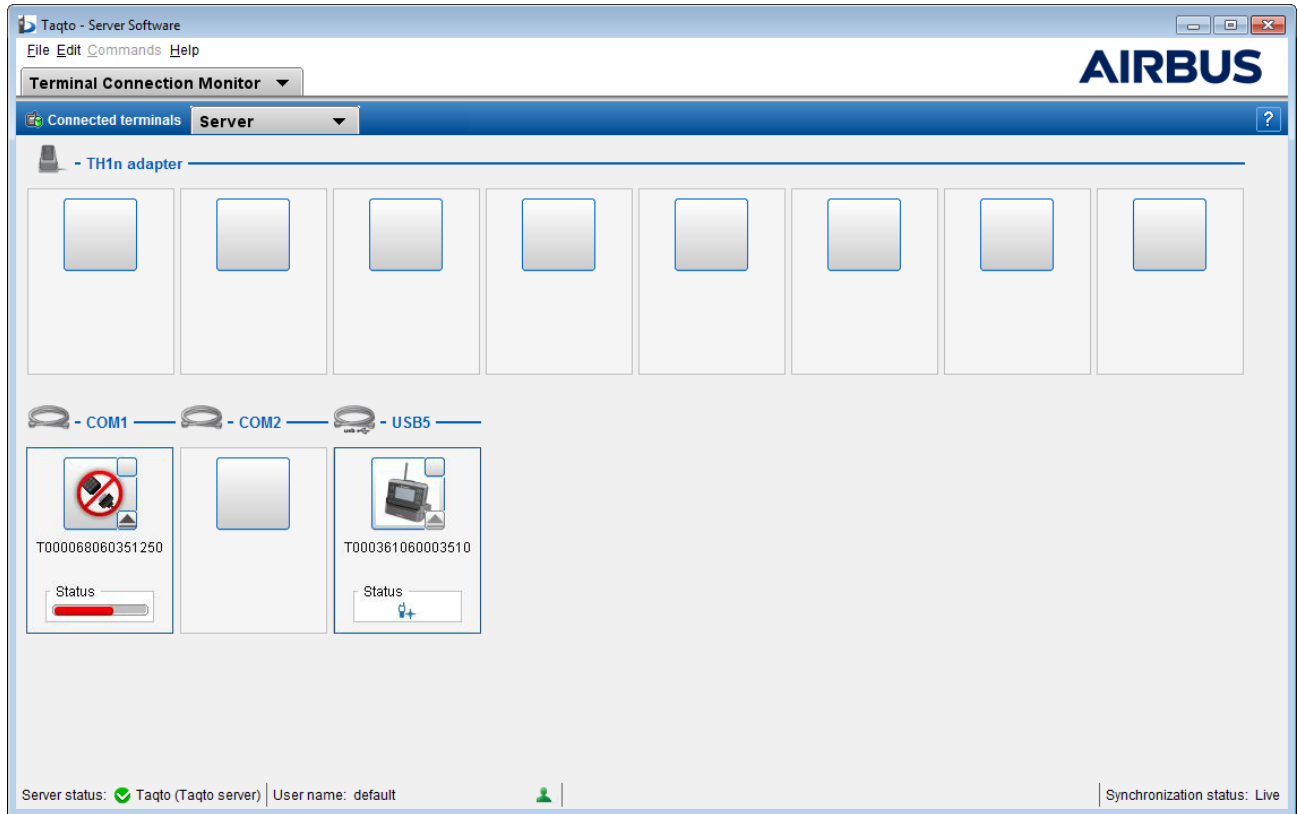 Taqto - Server Software
File Edit Commands Help
AIRBUS
Terminal Connection Monitor
Connected terminals Server ?
- TH1n adapter
- COM1 - COM2 - USB5
T000068060351250 T000361060003510
Status Status
Server status: Taqto (Taqto server) User name: default Synchronization status: Live